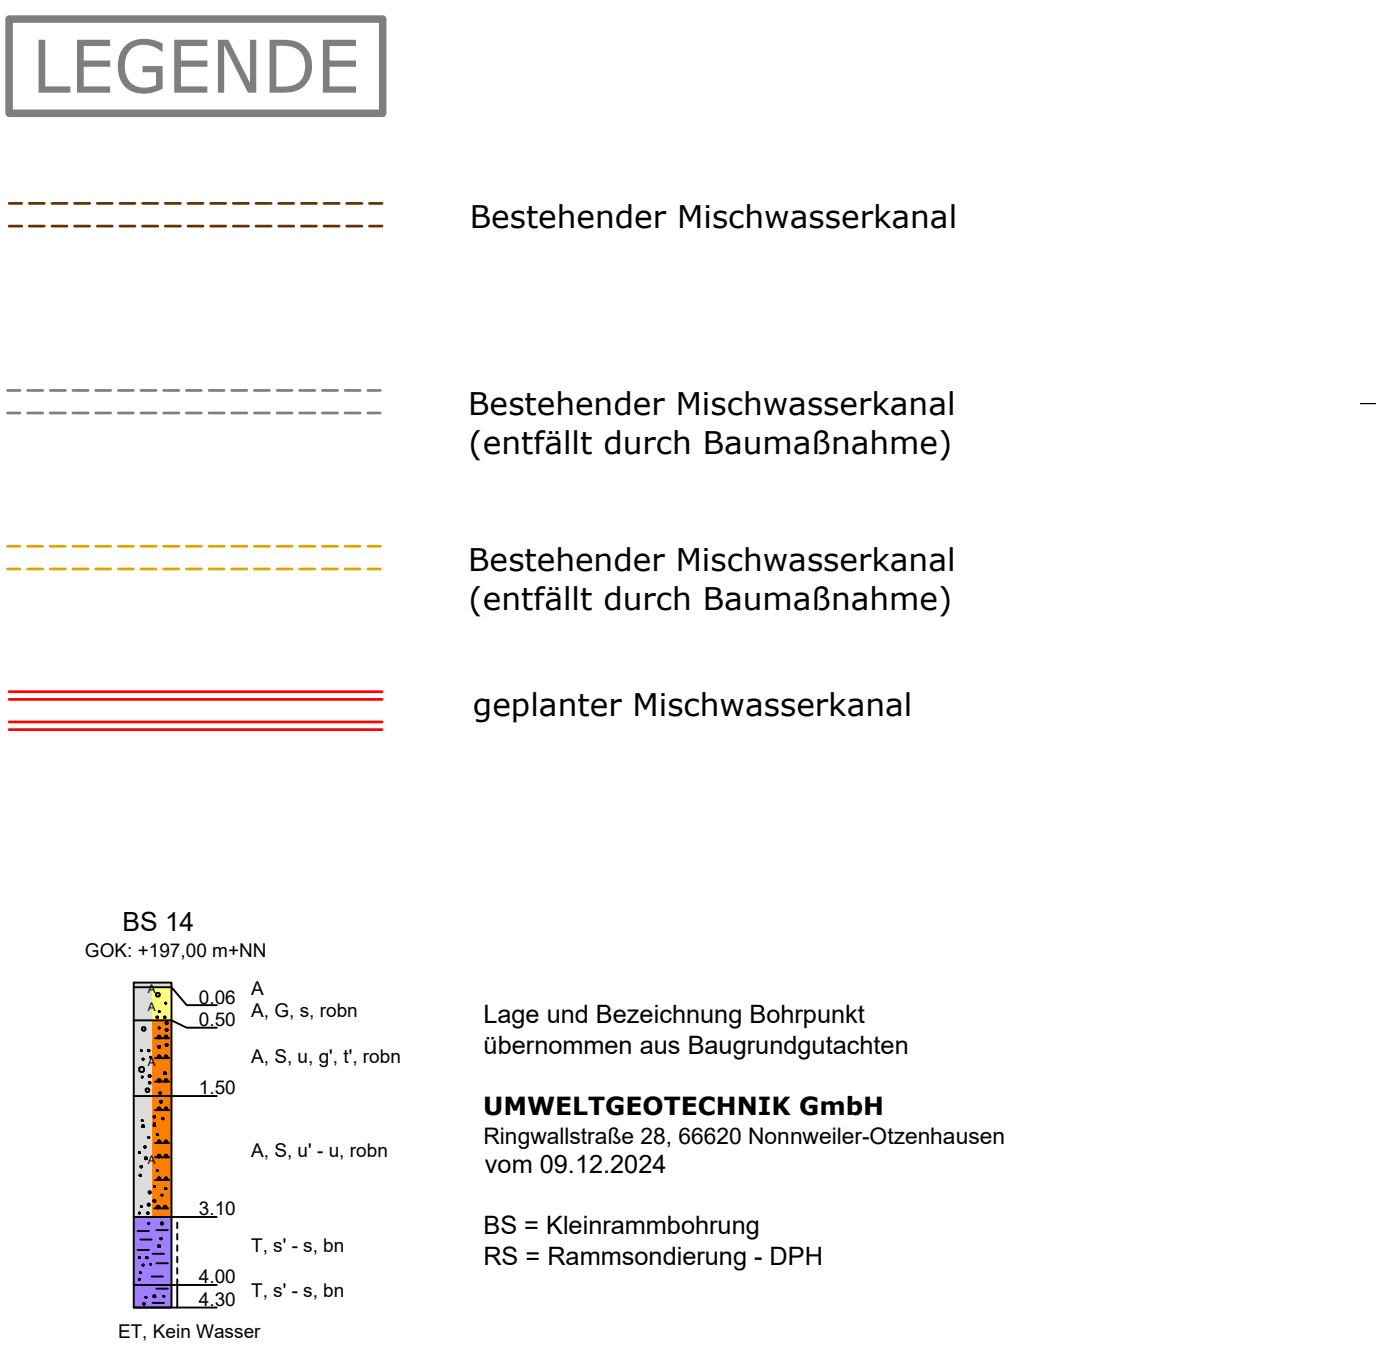 LEGENDE
Bestehender Mischwasserkanal
Bestehender Mischwasserkanal
(entfällt durch Baumaßnahme)
Bestehender Mischwasserkanal
(entfällt durch Baumaßnahme)
geplanter Mischwasserkanal
BS 14
GOK: +197,00 m+NN
A
0.06 A
A
0.50 A, G, s, robn
A
A, S, u, g', t', robn
1.50
A
A, S, u' - u, robn
3.10
T, s' - s, bn
4.00
4.30 T, s' - s, bn
ET, Kein Wasser
Lage und Bezeichnung Bohrpunkt
übernommen aus Baugrundgutachten
UMWELTGEOTECHNIK GmbH
Ringwallstraße 28, 66620 Nonnweiler-Otzenhausen
vom 09.12.2024
BS = Kleinrammbohrung
RS = Rammsondierung - DPH